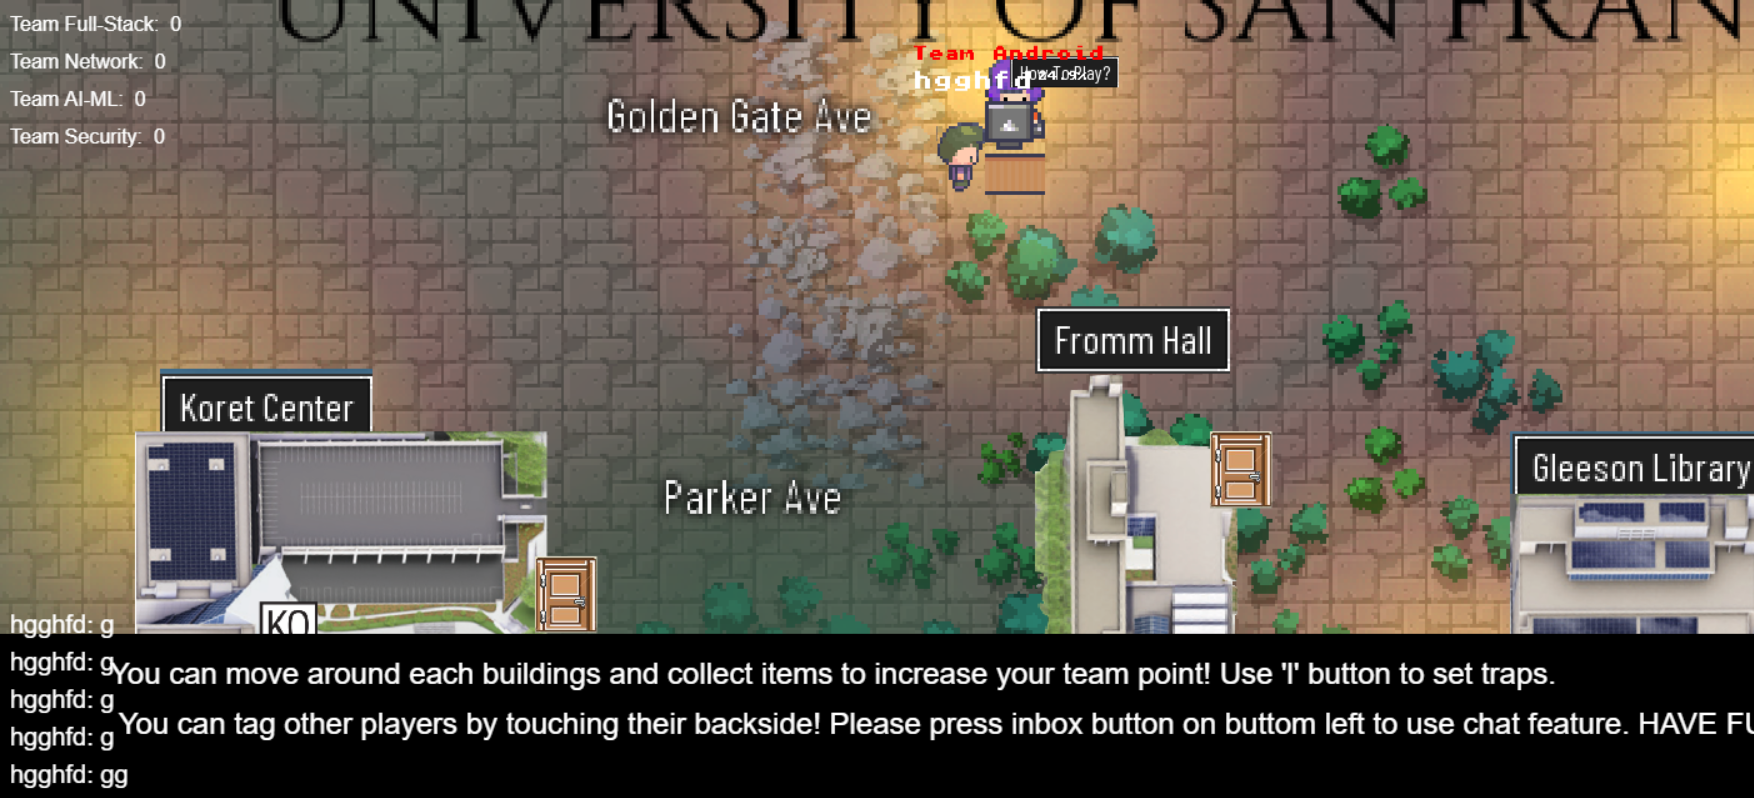 UNIVERSITY OF SAN FRAN
Team Full-Stack: 0
Team Network: 0
Team AI-ML: 0
Team Security: 0
Team Android
hgghfd
How To Play?
Golden Gate Ave
Fromm Hall
Koret Center
Gleeson Library
Parker Ave
KO
hgghfd: g
hgghfd: g
hgghfd: g
hgghfd: g
hgghfd: gg
You can move around each buildings and collect items to increase your team point! Use 'I' button to set traps.
You can tag other players by touching their backside! Please press inbox button on buttom left to use chat feature. HAVE FU